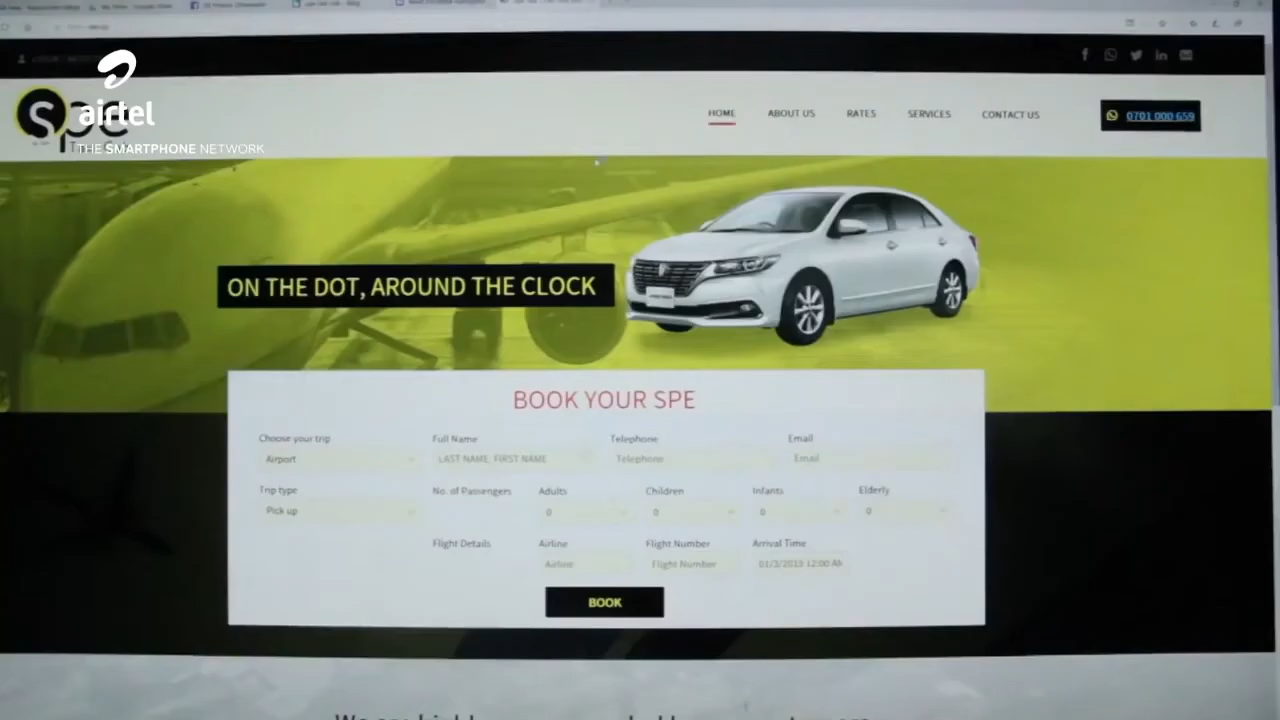 airtel
THE SMARTPHONE NETWORK
spe
HOME ABOUT US RATES SERVICES CONTACT US 0701 000 659
ON THE DOT, AROUND THE CLOCK
BOOK YOUR SPE
Choose your trip Full Name Telephone Email
Airport LAST NAME, FIRST NAME Telephone Email
Trip type No. of Passengers Adults Children Infants Elderly
Pick up 0 0 0 0
Flight Details Airline Flight Number Arrival Time
Airline Flight Number 01/3/2019 12:00 AM
BOOK